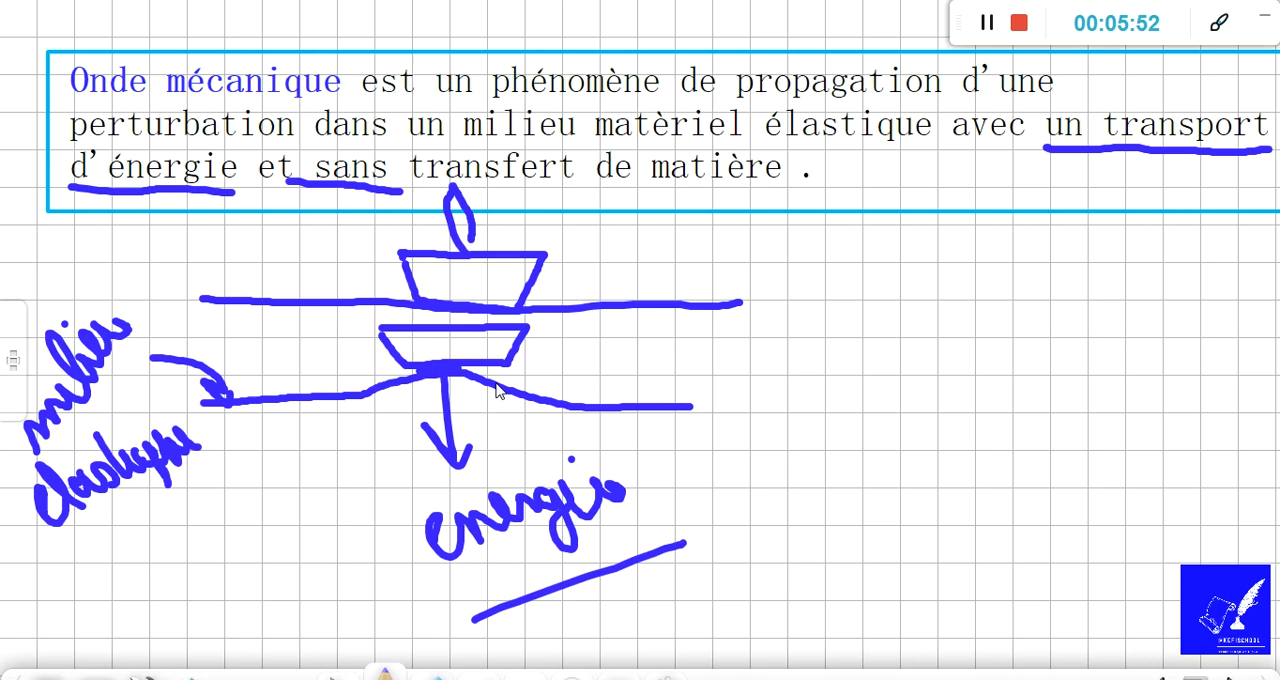 00:05:52
Onde mécanique est un phénomène de propagation d'une
perturbation dans un milieu matèriel élastique avec un transport
d'énergie et sans transfert de matière .
milieu
élastique
energie